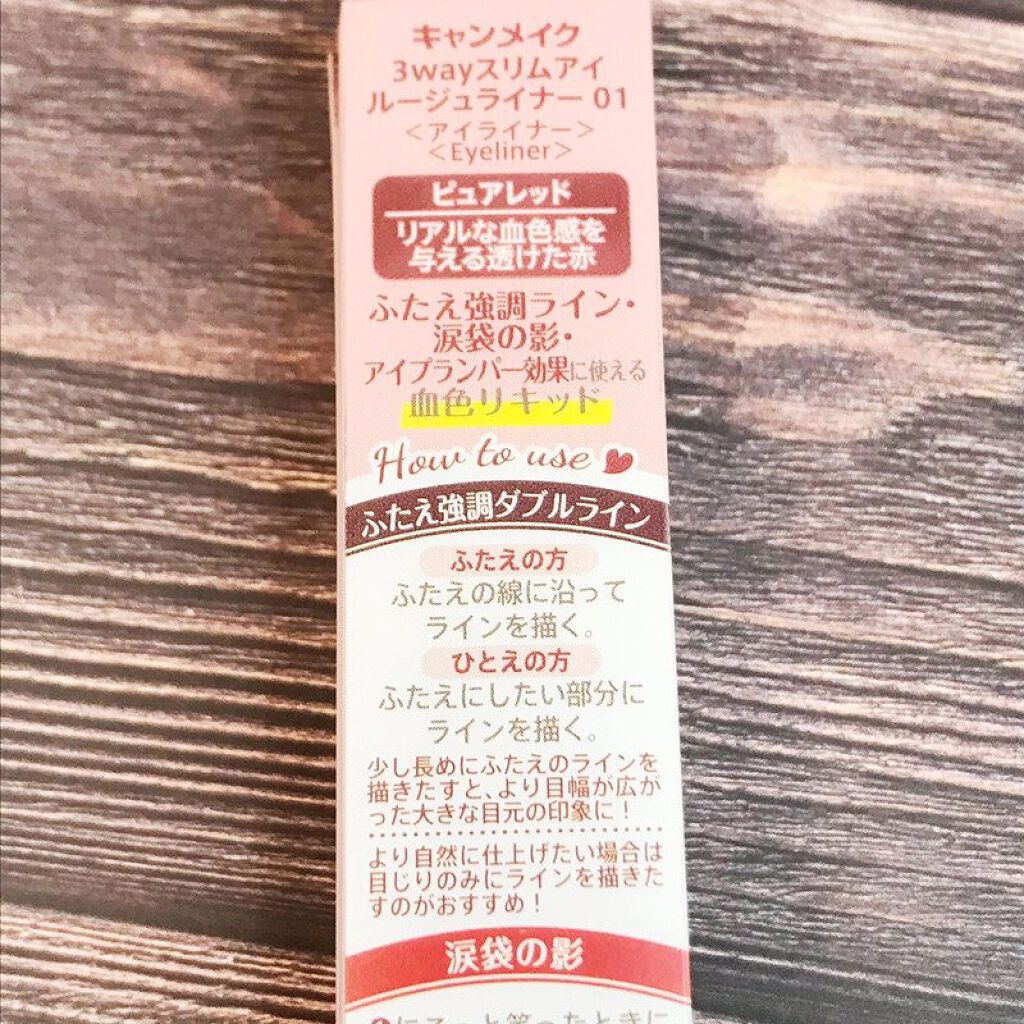 キャンメイク
3wayスリムアイ
ルージュライナー 01
＜アイライナー＞
＜Eyeliner＞
ピュアレッド
リアルな血色感を
与える透けた赤
ふたえ強調ライン・
涙袋の影・
アイプランパー効果に使える
血色リキッド
How to use
ふたえ強調ダブルライン
ふたえの方
ふたえの線に沿って
ラインを描く。
ひとえの方
ふたえにしたい部分に
ラインを描く。
少し長めにふたえのラインを
描きたすと、より目幅が広が
った大きな目元の印象に！
より自然に仕上げたい場合は
目じりのみにラインを描きた
すのがおすすめ！
涙袋の影
にこっと笑ったときに